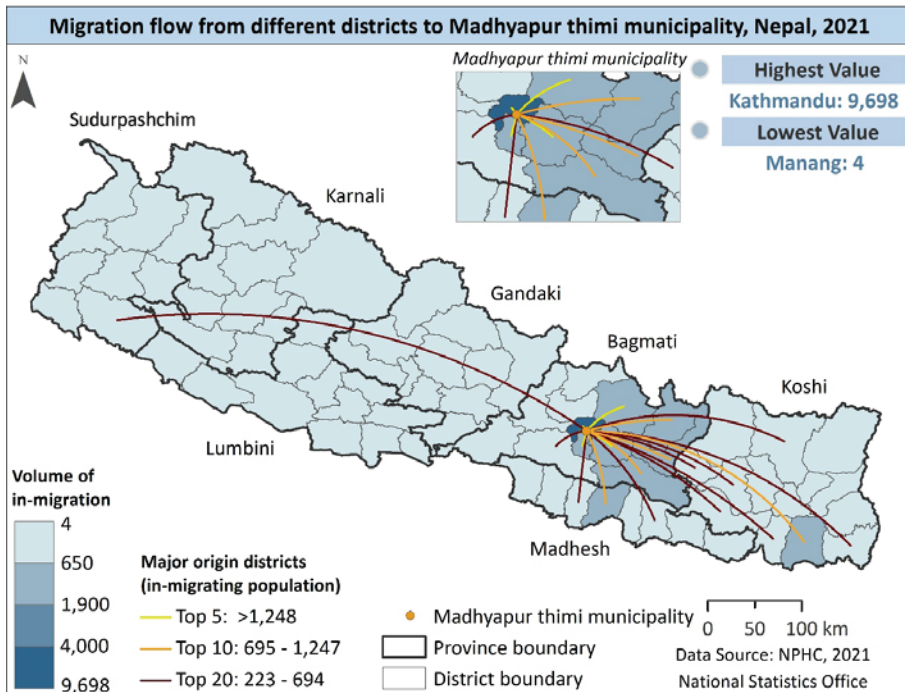 Migration flow from different districts to Madhyapur thimi municipality, Nepal, 2021
N
Madhyapur thimi municipality
Highest Value
Kathmandu: 9,698
Lowest Value
Manang: 4
Sudurpashchim
Karnali
Gandaki
Bagmati
Koshi
Lumbini
Madhesh
Volume of
in-migration
4
650
1,900
4,000
9,698
Major origin districts
(in-migrating population)
Top 5: >1,248
Top 10: 695 - 1,247
Top 20: 223 - 694
Madhyapur thimi municipality
Province boundary
District boundary
0 50 100 km
Data Source: NPHC, 2021
National Statistics Office